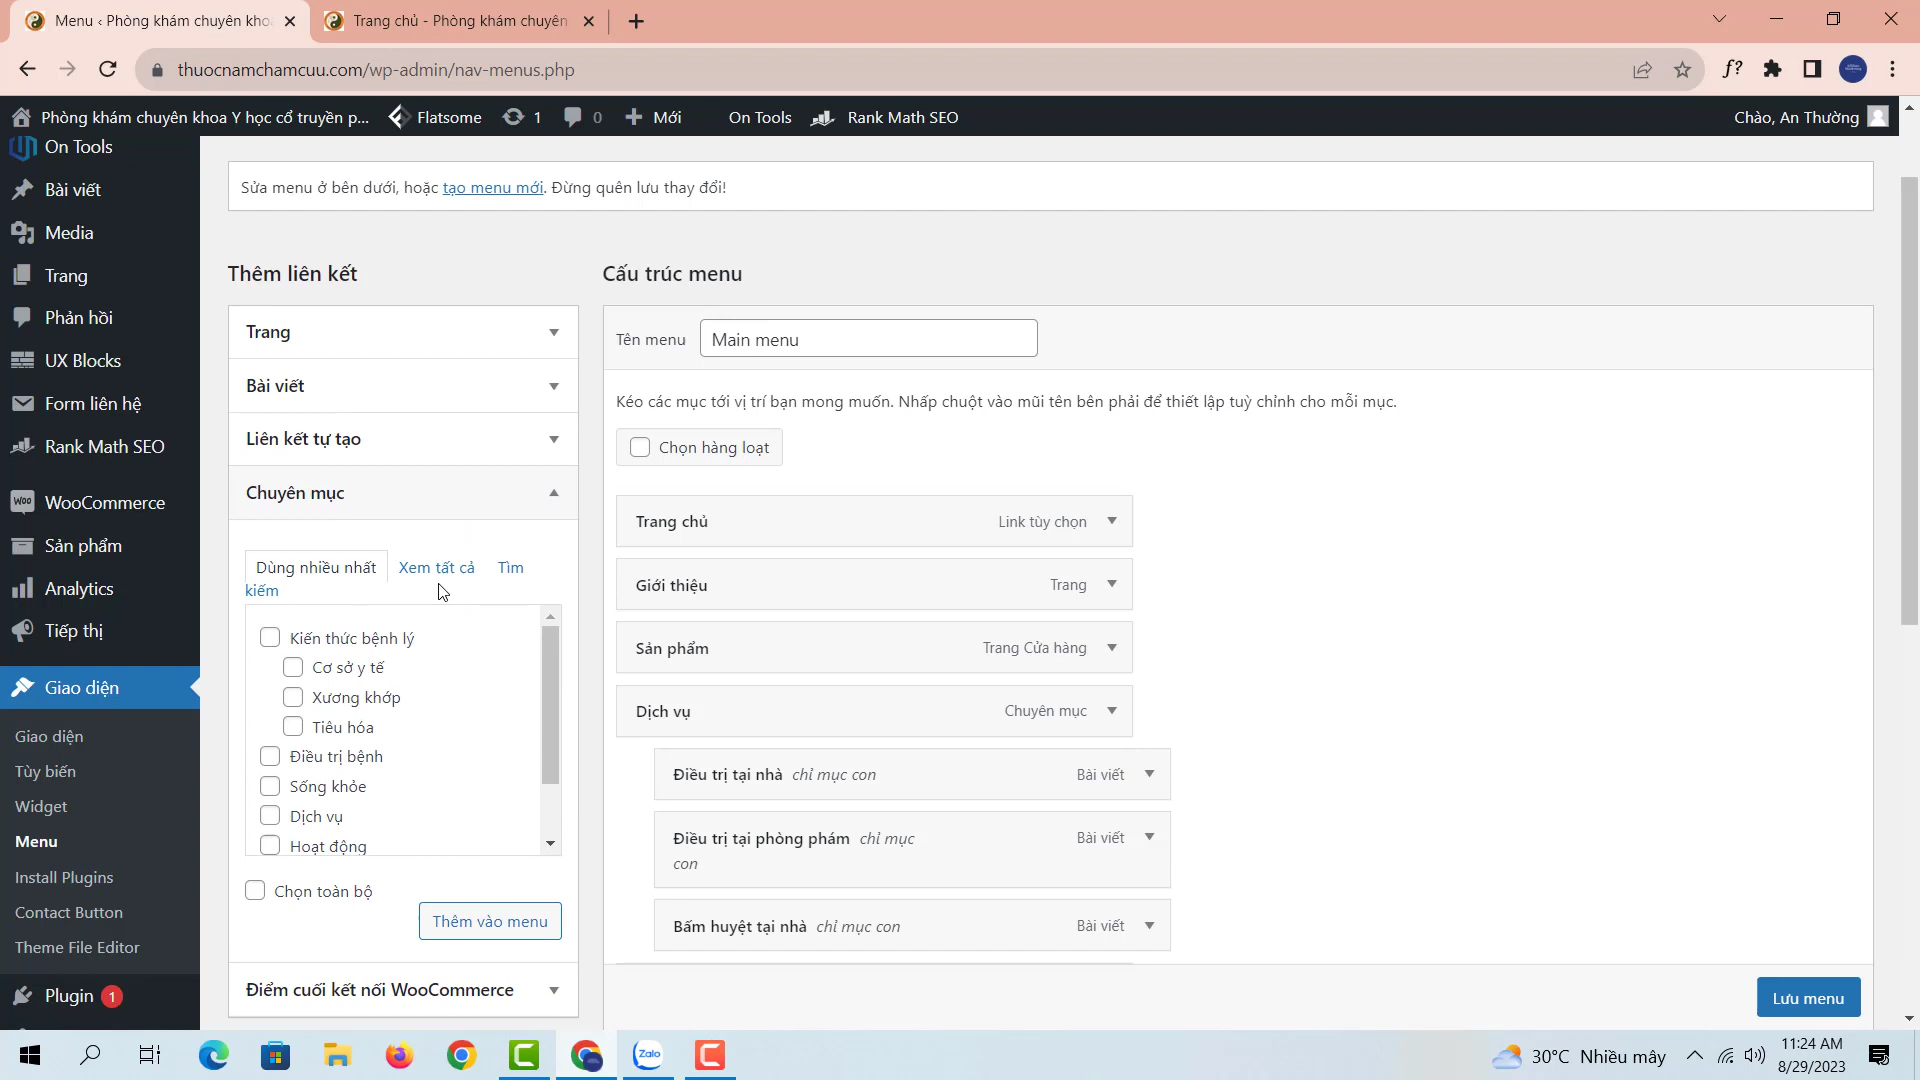 Menu ‹ Phòng khám chuyên kho
Trang chủ - Phòng khám chuyên
thuocnamchamcuu.com/wp-admin/nav-menus.php
f?
Phòng khám chuyên khoa Y học cổ truyền p...
Flatsome
1
0
Mới
On Tools
Rank Math SEO
Chào, An Thường
On Tools
Bài viết
Media
Trang
Phản hồi
UX Blocks
Form liên hệ
Rank Math SEO
Woo
WooCommerce
Sản phẩm
Analytics
Tiếp thị
Giao diện
Giao diện
Tùy biến
Widget
Menu
Install Plugins
Contact Button
Theme File Editor
Plugin 1
Sửa menu ở bên dưới, hoặc tạo menu mới. Đừng quên lưu thay đổi!
Thêm liên kết
Trang
Bài viết
Liên kết tự tạo
Chuyên mục
Dùng nhiều nhất Xem tất cả Tìm
kiếm
Kiến thức bệnh lý
Cơ sở y tế
Xương khớp
Tiêu hóa
Điều trị bệnh
Sống khỏe
Dịch vụ
Hoạt động
Chọn toàn bộ
Thêm vào menu
Điểm cuối kết nối WooCommerce
Cấu trúc menu
Tên menu Main menu
Kéo các mục tới vị trí bạn mong muốn. Nhấp chuột vào mũi tên bên phải để thiết lập tuỳ chỉnh cho mỗi mục.
Chọn hàng loạt
Trang chủ Link tùy chọn
Giới thiệu Trang
Sản phẩm Trang Cửa hàng
Dịch vụ Chuyên mục
Điều trị tại nhà chỉ mục con Bài viết
Điều trị tại phòng phám chỉ mục Bài viết
con
Bấm huyệt tại nhà chỉ mục con Bài viết
Lưu menu
Zalo
30°C Nhiều mây
11:24 AM
8/29/2023